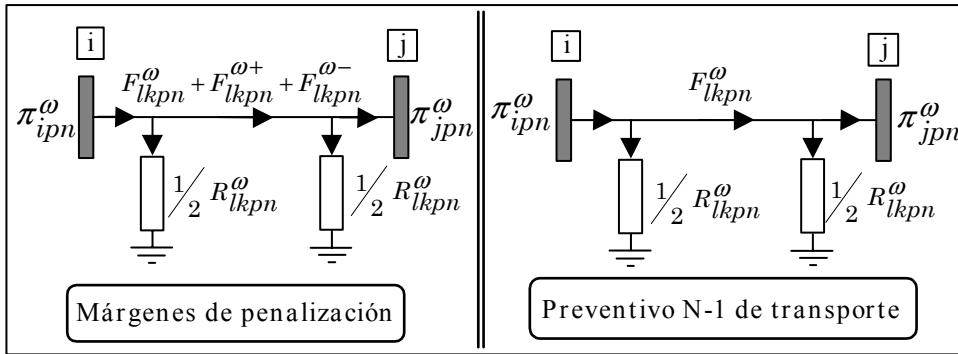 i
j
F^ω_lkpn + F^ω+_lkpn + F^ω−_lkpn
π^ω_ipn
π^ω_jpn
1/2 R^ω_lkpn
1/2 R^ω_lkpn
Márgenes de penalización
i
j
F^ω_lkpn
π^ω_ipn
π^ω_jpn
1/2 R^ω_lkpn
1/2 R^ω_lkpn
Preventivo N-1 de transporte